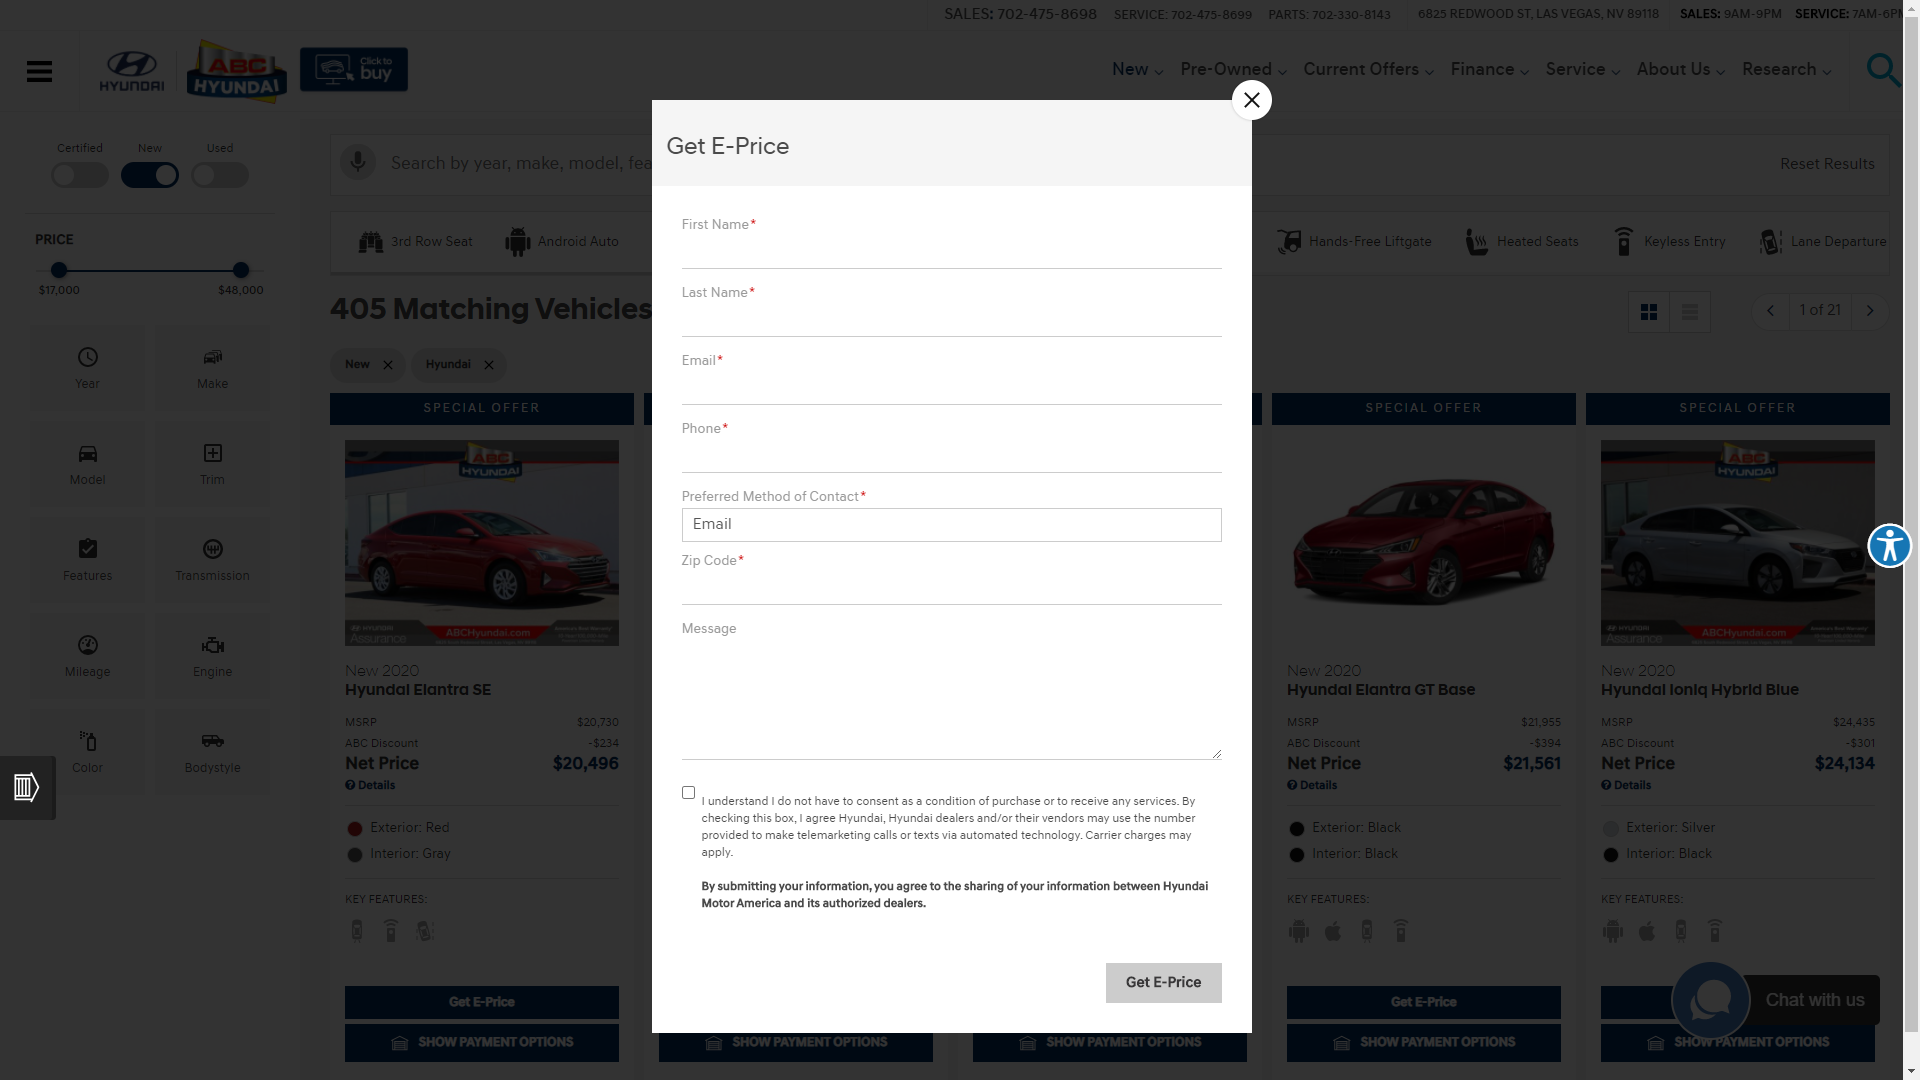 SALES: 702-475-8698 SERVICE: 702-475-8699 PARTS: 702-330-8143 6825 REDWOOD ST, LAS VEGAS, NV 89118 SALES: 9AM-9PM SERVICE: 7AM-6PM
HYUNDAI ABC HYUNDAI Click to buy New Pre-Owned Current Offers Finance Service About Us Research
Get E-Price
Certified New Used
Search by year, make, model, fea
Reset Results
PRICE
$17,000 $48,000
3rd Row Seat Android Auto
Hands-Free Liftgate Heated Seats Keyless Entry Lane Departure
405 Matching Vehicles
1 of 21
New Hyundai
Year Make
Model Trim
Features Transmission
Mileage Engine
Color Bodystyle
First Name*
Last Name*
Email*
Phone*
Preferred Method of Contact*
Email
Zip Code*
Message
I understand I do not have to consent as a condition of purchase or to receive any services. By
checking this box, I agree Hyundai, Hyundai dealers and/or their vendors may use the number
provided to make telemarketing calls or texts via automated technology. Carrier charges may
apply.
By submitting your information, you agree to the sharing of your information between Hyundai
Motor America and its authorized dealers.
Get E-Price
SPECIAL OFFER
ABC
HYUNDAI
HYUNDAI
Assurance
ABCHyundai.com
New 2020
Hyundai Elantra SE
MSRP $20,730
ABC Discount -$234
Net Price $20,496
Details
Exterior: Red
Interior: Gray
KEY FEATURES:
Get E-Price
SHOW PAYMENT OPTIONS
SHOW PAYMENT OPTIONS
SHOW PAYMENT OPTIONS
SPECIAL OFFER
New 2020
Hyundai Elantra GT Base
MSRP $21,955
ABC Discount -$394
Net Price $21,561
Details
Exterior: Black
Interior: Black
KEY FEATURES:
Get E-Price
SHOW PAYMENT OPTIONS
SPECIAL OFFER
ABC
HYUNDAI
HYUNDAI
Assurance
ABCHyundai.com
New 2020
Hyundai Ioniq Hybrid Blue
MSRP $24,435
ABC Discount -$301
Net Price $24,134
Details
Exterior: Silver
Interior: Black
KEY FEATURES:
Chat with us
SHOW PAYMENT OPTIONS